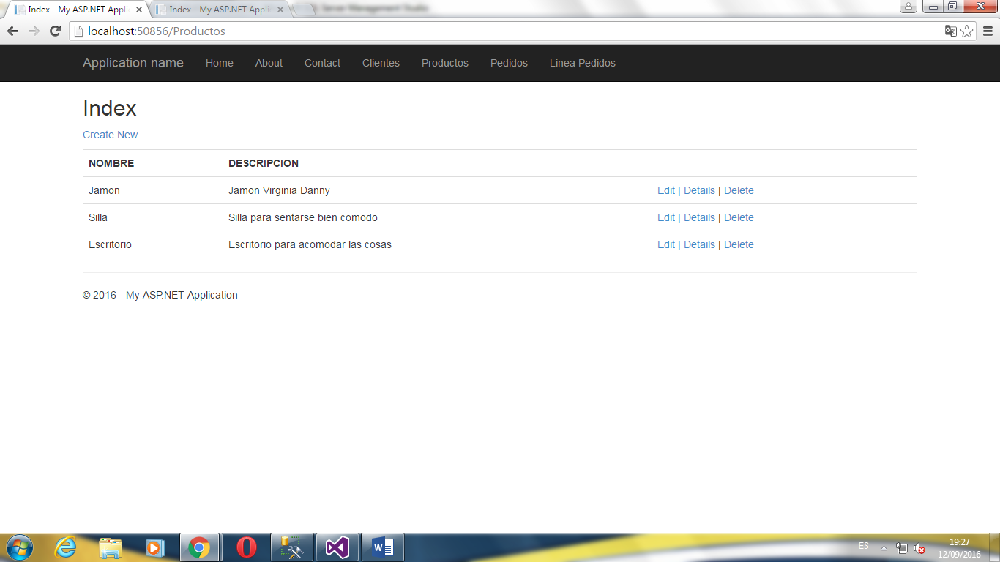 Index - My ASP.NET Appli
Index - My ASP.NET Appli
Server Management Studio
localhost:50856/Productos
Application name Home About Contact Clientes Productos Pedidos Linea Pedidos
Index
Create New
NOMBRE DESCRIPCION
Jamon Jamon Virginia Danny Edit | Details | Delete
Silla Silla para sentarse bien comodo Edit | Details | Delete
Escritorio Escritorio para acomodar las cosas Edit | Details | Delete
© 2016 - My ASP.NET Application
ES
19:27
12/09/2016